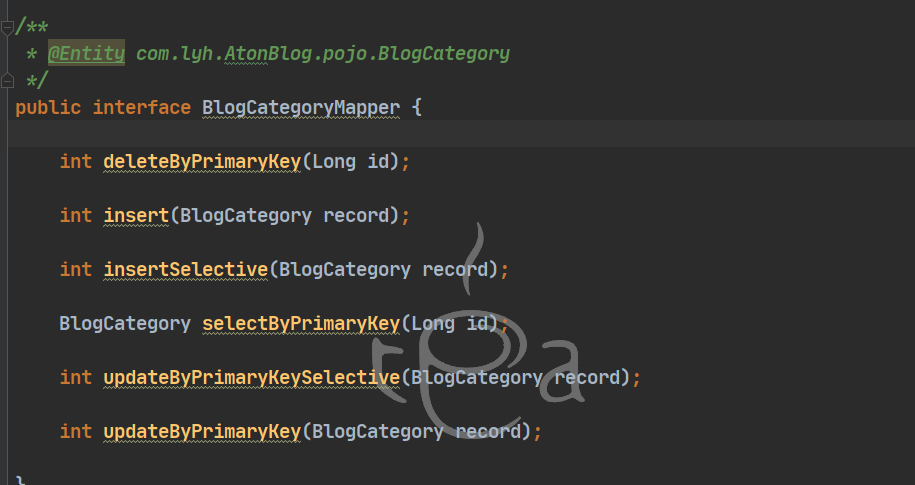 /**
 * @Entity com.lyh.AtonBlog.pojo.BlogCategory
 */
public interface BlogCategoryMapper {
    int deleteByPrimaryKey(Long id);
    int insert(BlogCategory record);
    int insertSelective(BlogCategory record);
    BlogCategory selectByPrimaryKey(Long id);
    int updateByPrimaryKeySelective(BlogCategory record);
    int updateByPrimaryKey(BlogCategory record);
}